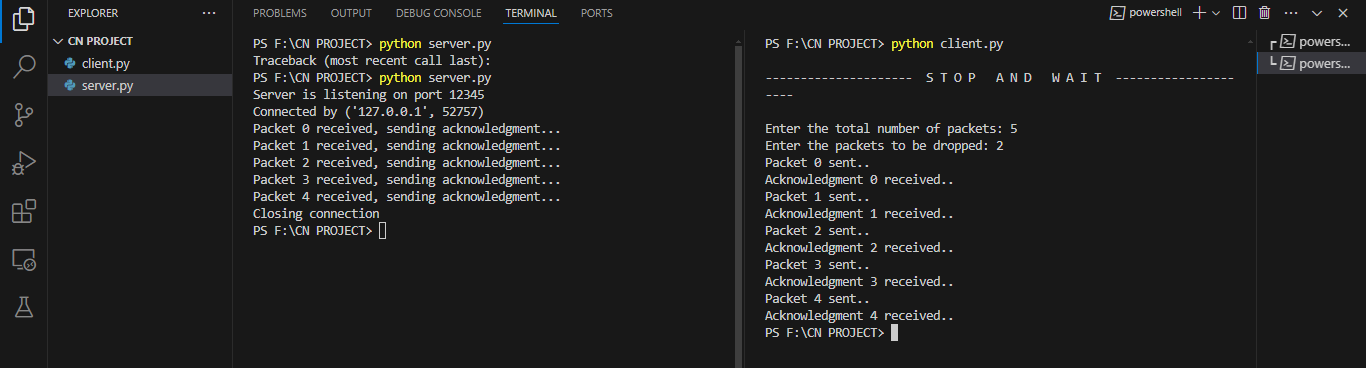 EXPLORER
···
CN PROJECT
client.py
server.py
PROBLEMS OUTPUT DEBUG CONSOLE TERMINAL PORTS
powershell
···
PS F:\CN PROJECT> python server.py
Traceback (most recent call last):
PS F:\CN PROJECT> python server.py
Server is listening on port 12345
Connected by ('127.0.0.1', 52757)
Packet 0 received, sending acknowledgment...
Packet 1 received, sending acknowledgment...
Packet 2 received, sending acknowledgment...
Packet 3 received, sending acknowledgment...
Packet 4 received, sending acknowledgment...
Closing connection
PS F:\CN PROJECT>
PS F:\CN PROJECT> python client.py
--------------------- S T O P   A N D   W A I T -----------------
----
Enter the total number of packets: 5
Enter the packets to be dropped: 2
Packet 0 sent..
Acknowledgment 0 received..
Packet 1 sent..
Acknowledgment 1 received..
Packet 2 sent..
Acknowledgment 2 received..
Packet 3 sent..
Acknowledgment 3 received..
Packet 4 sent..
Acknowledgment 4 received..
PS F:\CN PROJECT>
powers...
powers...